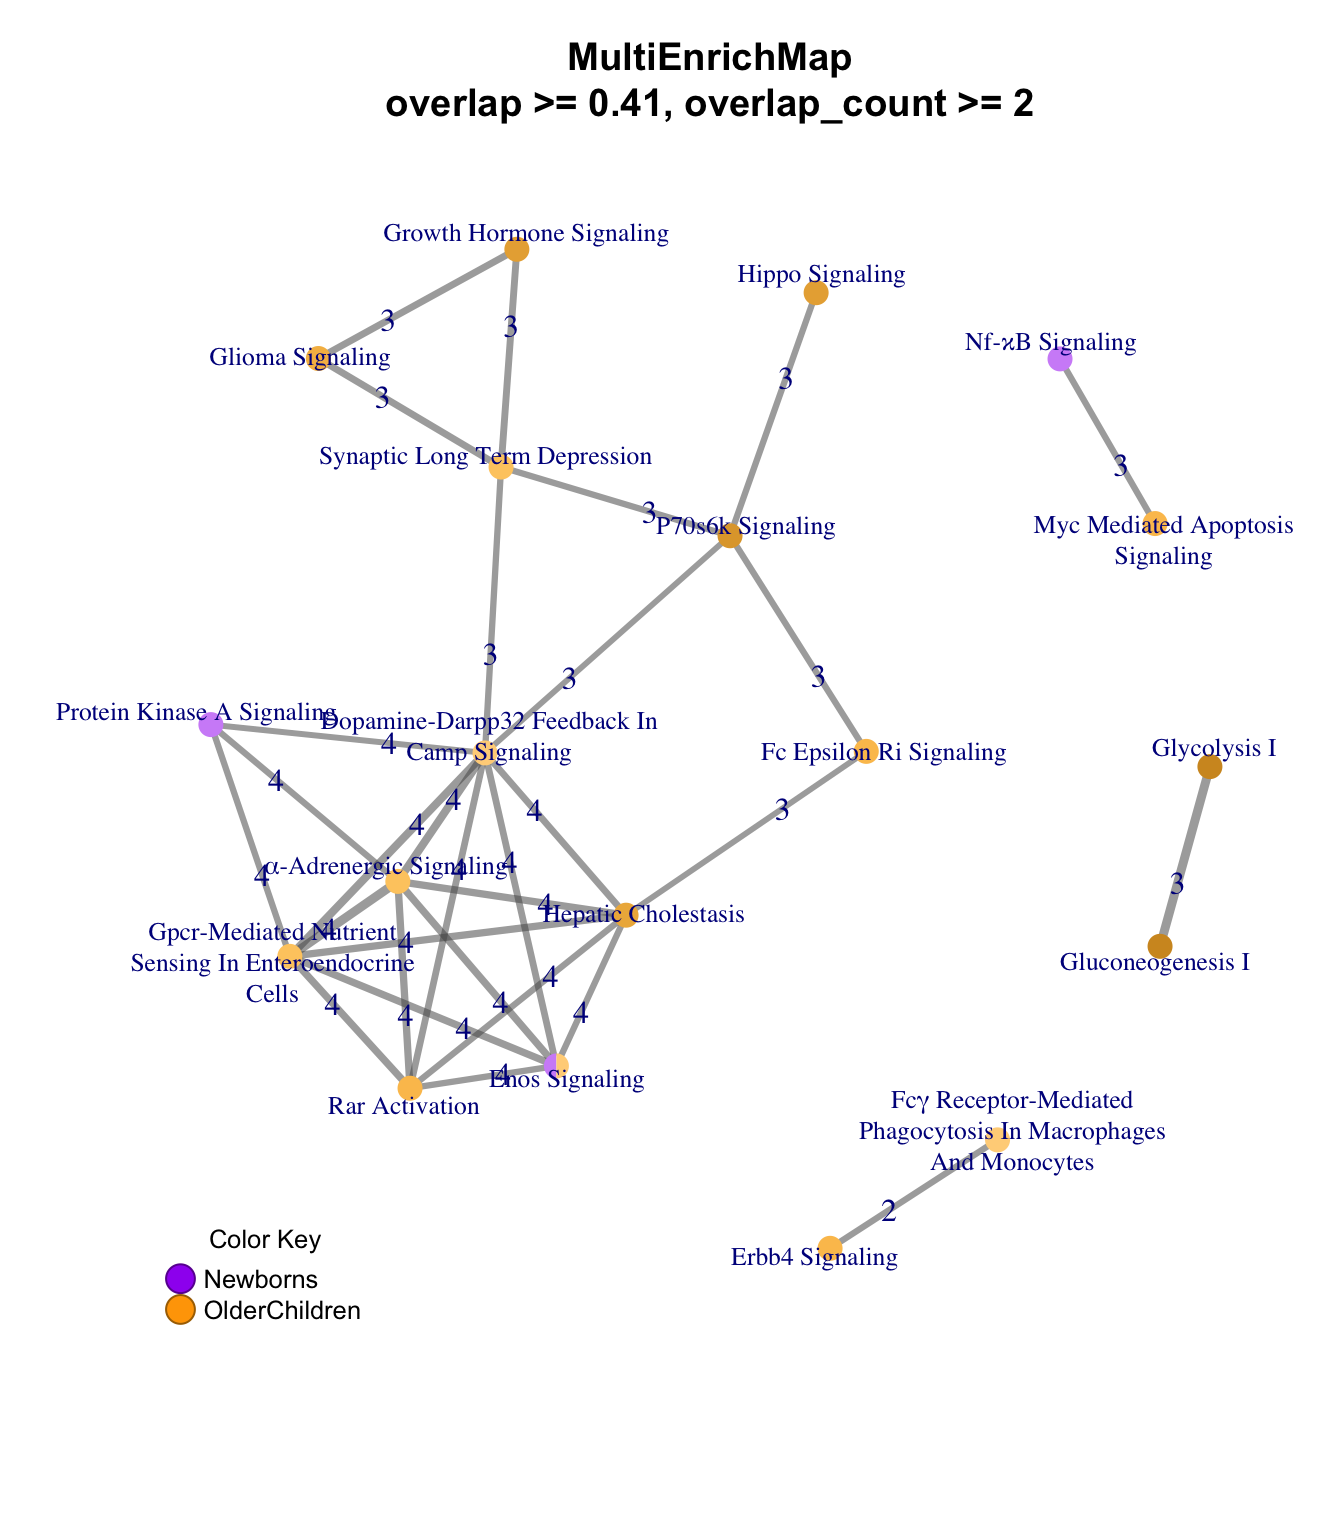 MultiEnrichMap
overlap >= 0.41, overlap_count >= 2
Growth Hormone Signaling
Hippo Signaling
3
3
Glioma Signaling
Nf-ϰB Signaling
3
3
Synaptic Long Term Depression
3
3
P70s6k Signaling
Myc Mediated Apoptosis
Signaling
3
3
3
Protein Kinase A Signaling
Dopamine-Darpp32 Feedback In
Camp Signaling
4
Fc Epsilon Ri Signaling
Glycolysis I
4
4
4
4
3
α-Adrenergic Signaling
4
4
4
3
4
Hepatic Cholestasis
Gpcr-Mediated Nutrient
Sensing In Enteroendocrine
Cells
4
4
Gluconeogenesis I
4
4
4
4
4
4
4
Enos Signaling
Rar Activation
Fcγ Receptor-Mediated
Phagocytosis In Macrophages
And Monocytes
2
Erbb4 Signaling
Color Key
Newborns
OlderChildren